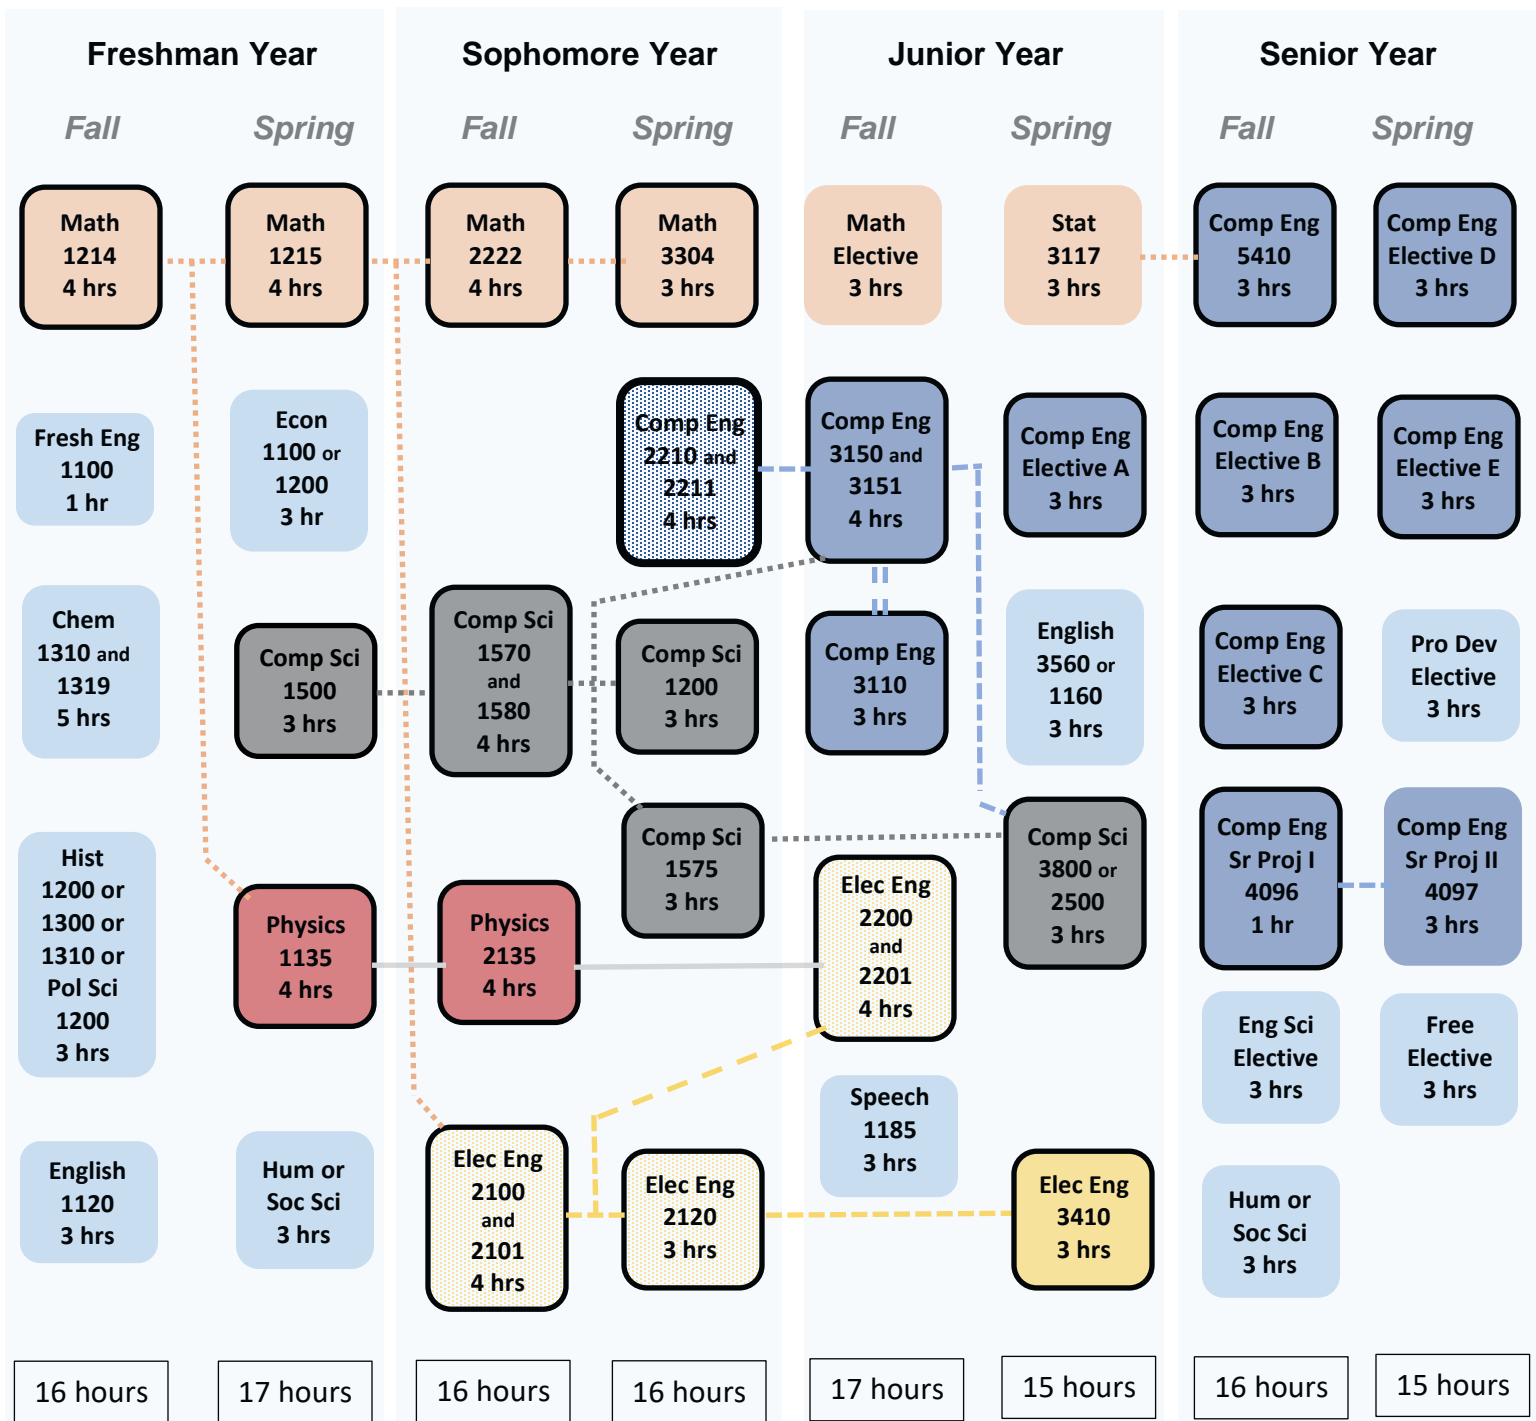 Freshman Year
Fall
Spring
Math
1214
4 hrs
Fresh Eng
1100
1 hr
Chem
1310 and
1319
5 hrs
Hist
1200 or
1300 or
1310 or
Pol Sci
1200
3 hrs
English
1120
3 hrs
16 hours
Math
1215
4 hrs
Econ
1100 or
1200
3 hr
Comp Sci
1500
3 hrs
Physics
1135
4 hrs
Hum or
Soc Sci
3 hrs
17 hours
Sophomore Year
Fall
Spring
Math
2222
4 hrs
Comp Sci
1570
and
1580
4 hrs
Physics
2135
4 hrs
Elec Eng
2100
and
2101
4 hrs
16 hours
Math
3304
3 hrs
Comp Eng
2210 and
2211
4 hrs
Comp Sci
1200
3 hrs
Comp Sci
1575
3 hrs
Elec Eng
2120
3 hrs
16 hours
Junior Year
Fall
Spring
Math
Elective
3 hrs
Comp Eng
3150 and
3151
4 hrs
Comp Eng
3110
3 hrs
Elec Eng
2200
and
2201
4 hrs
Speech
1185
3 hrs
17 hours
Stat
3117
3 hrs
Comp Eng
Elective A
3 hrs
English
3560 or
1160
3 hrs
Comp Sci
3800 or
2500
3 hrs
Elec Eng
3410
3 hrs
15 hours
Senior Year
Fall
Spring
Comp Eng
5410
3 hrs
Comp Eng
Elective B
3 hrs
Comp Eng
Elective C
3 hrs
Comp Eng
Sr Proj I
4096
1 hr
Eng Sci
Elective
3 hrs
Hum or
Soc Sci
3 hrs
16 hours
Comp Eng
Elective D
3 hrs
Comp Eng
Elective E
3 hrs
Pro Dev
Elective
3 hrs
Comp Eng
Sr Proj II
4097
3 hrs
Free
Elective
3 hrs
15 hours